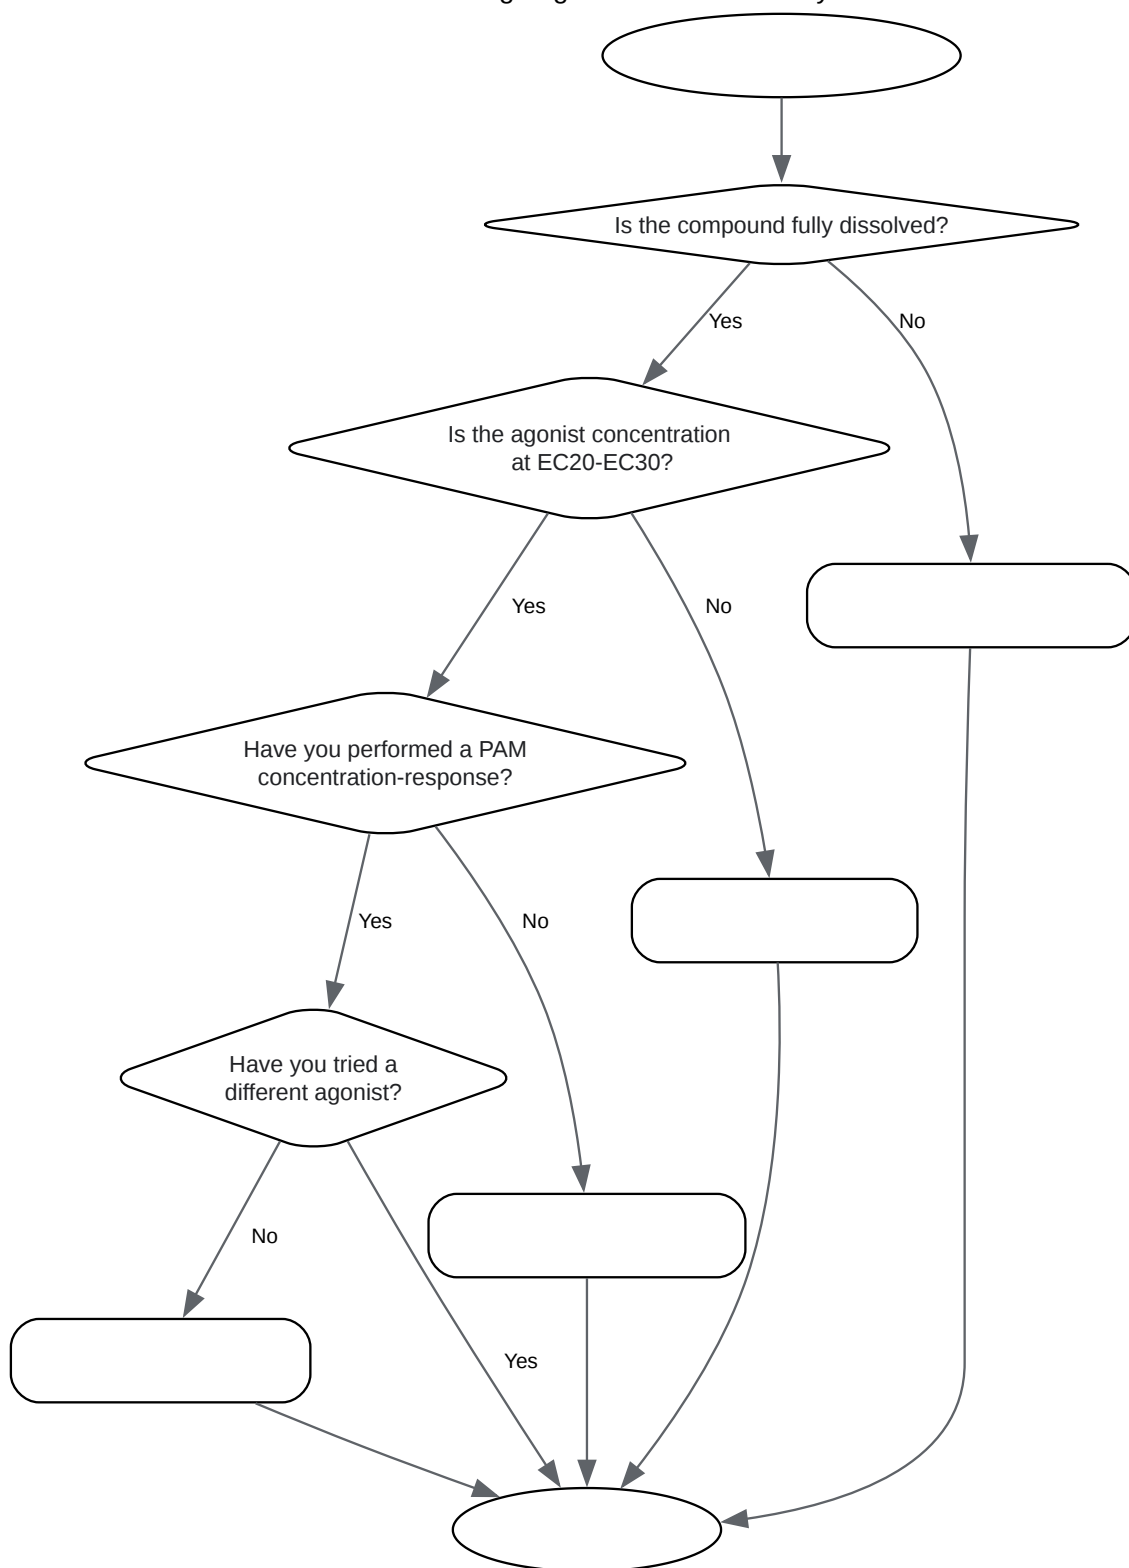 Is the compound fully dissolved?
Yes
No
Is the agonist concentration
at EC20-EC30?
Yes
No
Have you performed a PAM
concentration-response?
Yes
No
Have you tried a
different agonist?
No
Yes